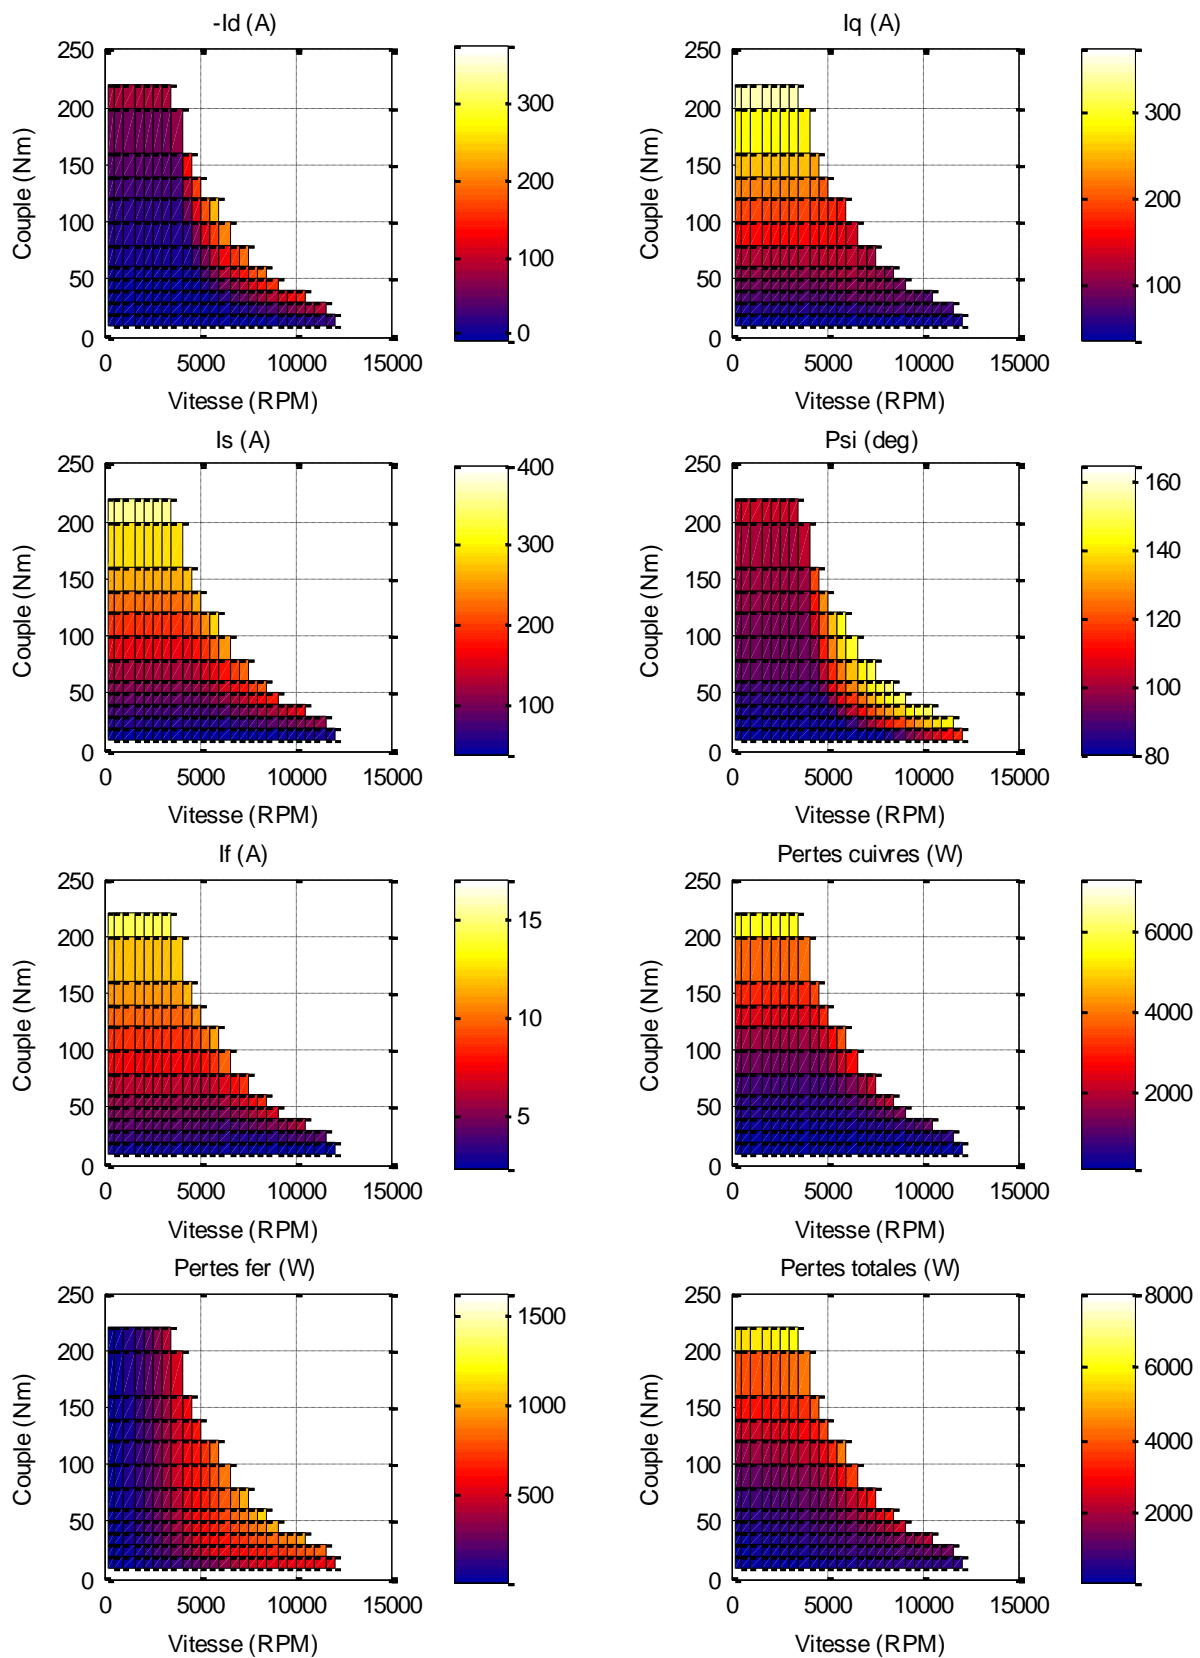 -Id (A)
250
200
150
100
50
0
Couple (Nm)
0 5000 10000 15000
Vitesse (RPM)
300
200
100
0
Iq (A)
250
200
150
100
50
0
Couple (Nm)
0 5000 10000 15000
Vitesse (RPM)
300
200
100
Is (A)
250
200
150
100
50
0
Couple (Nm)
0 5000 10000 15000
Vitesse (RPM)
400
300
200
100
Psi (deg)
250
200
150
100
50
0
Couple (Nm)
0 5000 10000 15000
Vitesse (RPM)
160
140
120
100
80
If (A)
250
200
150
100
50
0
Couple (Nm)
0 5000 10000 15000
Vitesse (RPM)
15
10
5
Pertes cuivres (W)
250
200
150
100
50
0
Couple (Nm)
0 5000 10000 15000
Vitesse (RPM)
6000
4000
2000
Pertes fer (W)
250
200
150
100
50
0
Couple (Nm)
0 5000 10000 15000
Vitesse (RPM)
1500
1000
500
Pertes totales (W)
250
200
150
100
50
0
Couple (Nm)
0 5000 10000 15000
Vitesse (RPM)
8000
6000
4000
2000